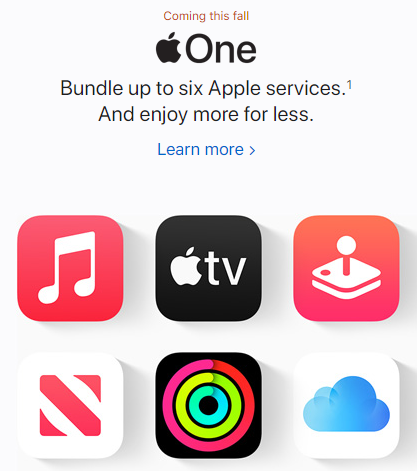 Coming this fall
One
Bundle up to six Apple services.¹
And enjoy more for less.
Learn more >
tv